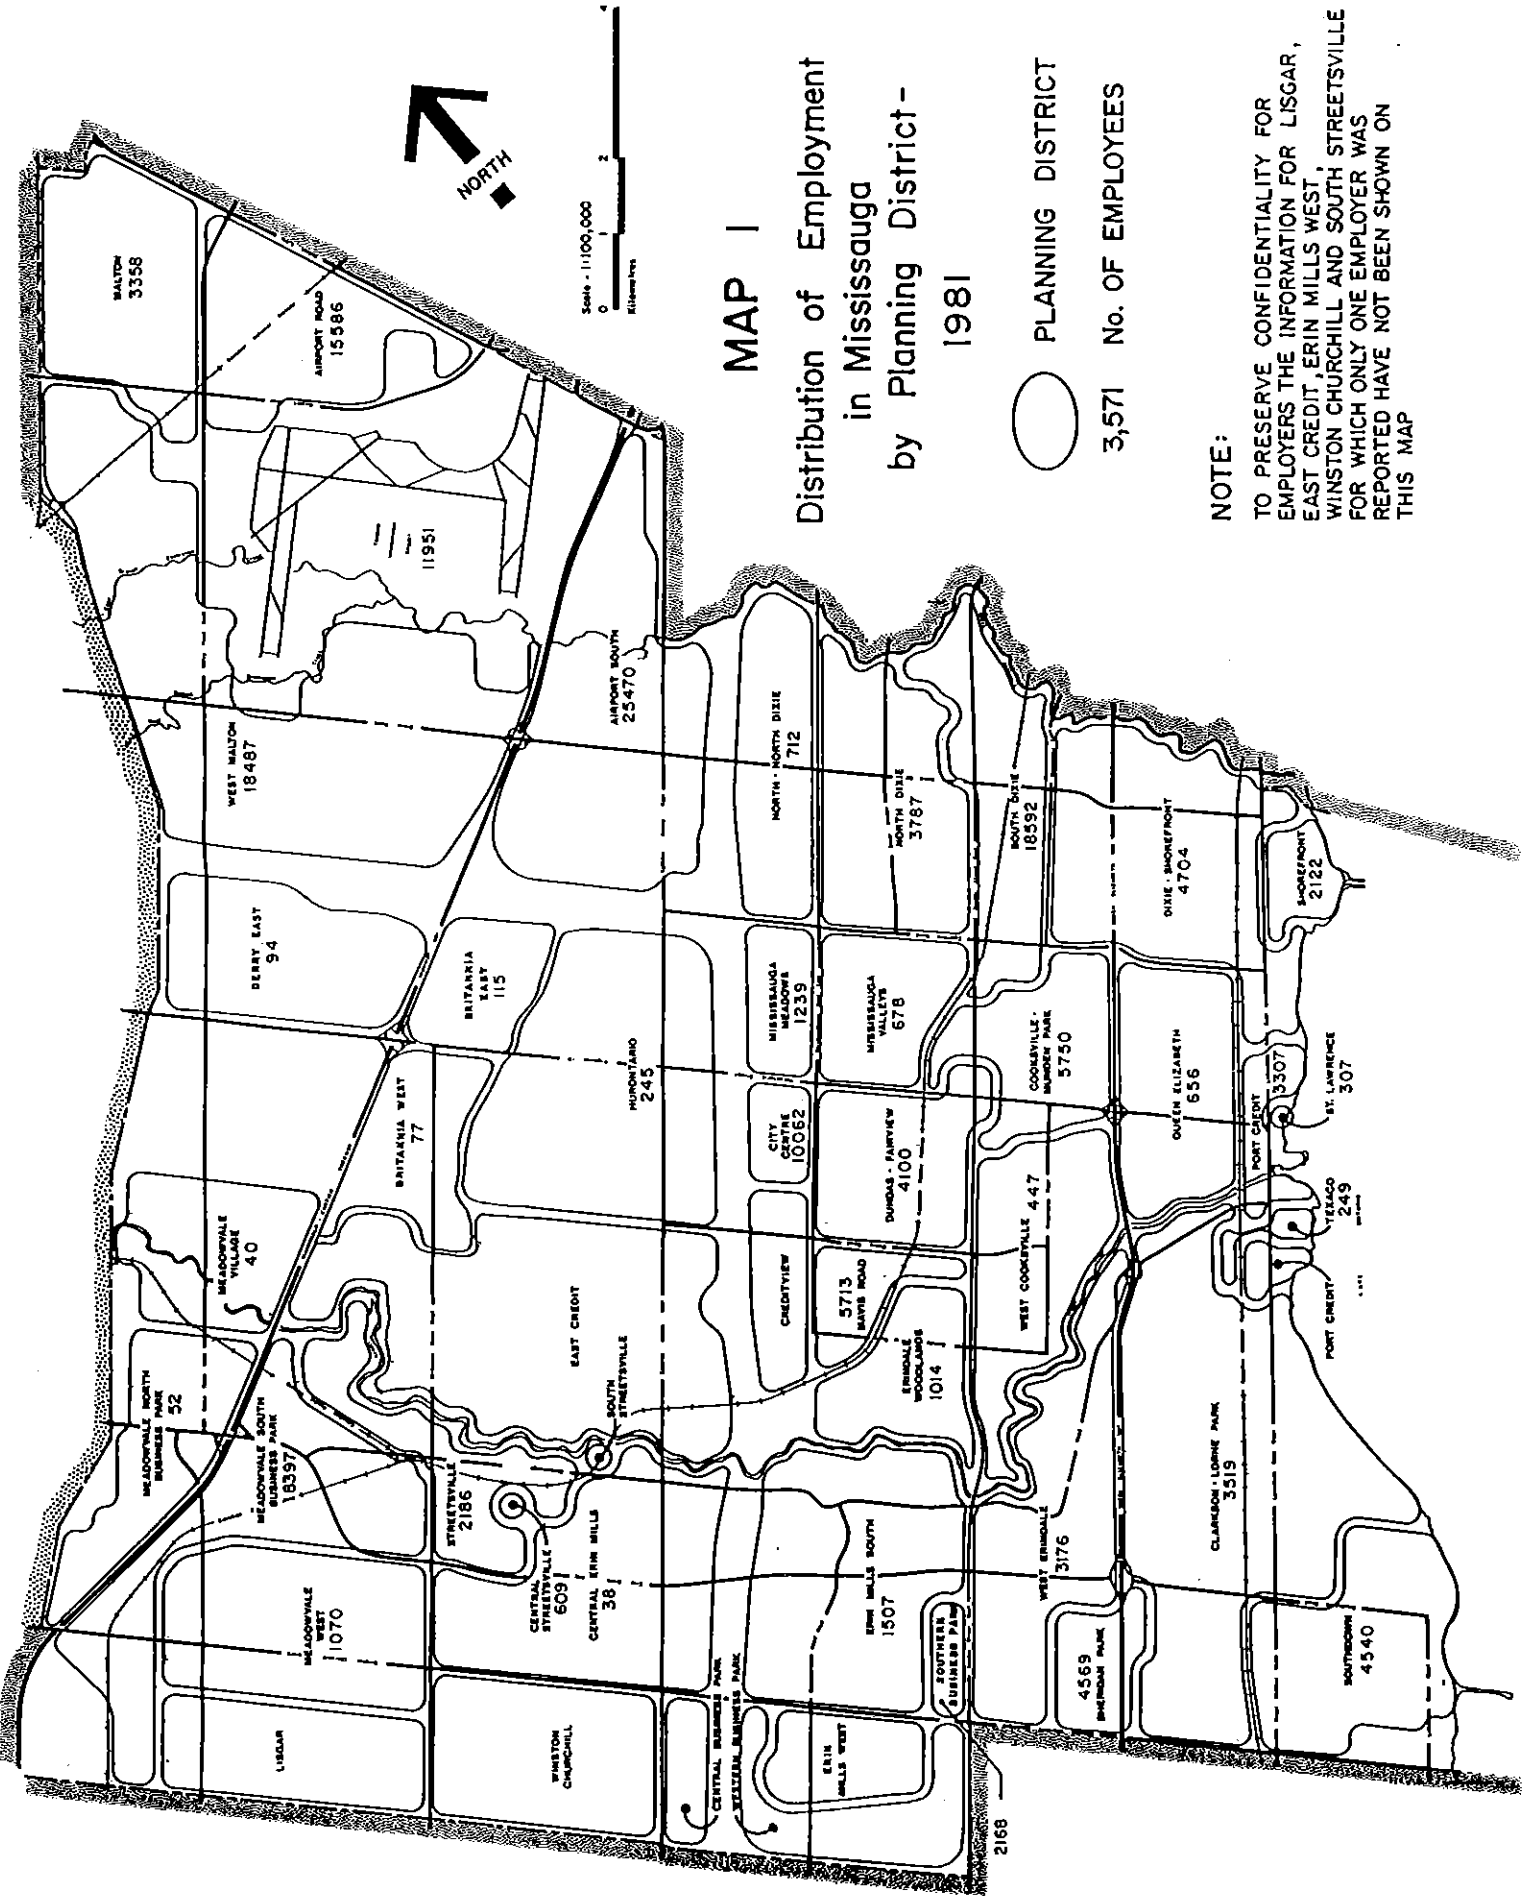 MAP 1
Distribution of Employment
in Mississauga
by Planning District -
1981
PLANNING DISTRICT
3,571 No. OF EMPLOYEES
NOTE:
TO PRESERVE CONFIDENTIALITY FOR
EMPLOYERS THE INFORMATION FOR LISGAR,
EAST CREDIT, ERIN MILLS WEST,
WINSTON CHURCHILL AND SOUTH STREETSVILLE
FOR WHICH ONLY ONE EMPLOYER WAS
REPORTED HAVE NOT BEEN SHOWN ON
THIS MAP
NORTH
Scale - 1:100,000
0 1 2 4
Kilometres
MALTON
3358
AIRPORT ROAD
15586
11951
WEST MALTON
18487
AIRPORT SOUTH
25470
DERRY EAST
94
BRITANNIA
EAST
115
BRITANNIA WEST
77
HURONTARIO
245
MEADOWVALE
VILLAGE
40
MEADOWVALE NORTH
BUSINESS PARK
52
MEADOWVALE SOUTH
BUSINESS PARK
18397
MEADOWVALE
WEST
1070
LISGAR
STREETSVILLE
2186
CENTRAL
STREETSVILLE
609
SOUTH
STREETSVILLE
CENTRAL ERIN MILLS
38
EAST CREDIT
WINSTON
CHURCHILL
CENTRAL BUSINESS PARK
WESTERN BUSINESS PARK
ERIN
MILLS WEST
ERIN MILLS SOUTH
1507
SOUTHERN
BUSINESS PARK
2168
NORTH - NORTH DIXIE
712
NORTH DIXIE
3787
SOUTH DIXIE
18592
MISSISSAUGA
MEADOWS
1239
MISSISSAUGA
VALLEYS
678
CITY
CENTRE
10062
DUNDAS - FAIRVIEW
4100
CREDITVIEW
5713
MAVIS ROAD
ERINDALE
WOODLANDS
1014
COOKSVILLE -
MUNDEN PARK
5750
WEST COOKSVILLE 447
WEST ERINDALE
3176
4569
SHERIDAN PARK
DIXIE - SHOREFRONT
4704
SHOREFRONT
2122
QUEEN ELIZABETH
656
PORT CREDIT
3307
ST. LAWRENCE
307
TEXACO
249
PORT CREDIT
CLARKSON - LORNE PARK
3519
SOUTHDOWN
4540